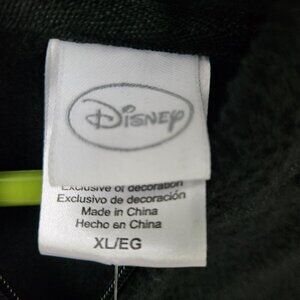 Disney
Exclusive of decoration
Exclusivo de decoración
Made in China
Hecho en China
XL/EG